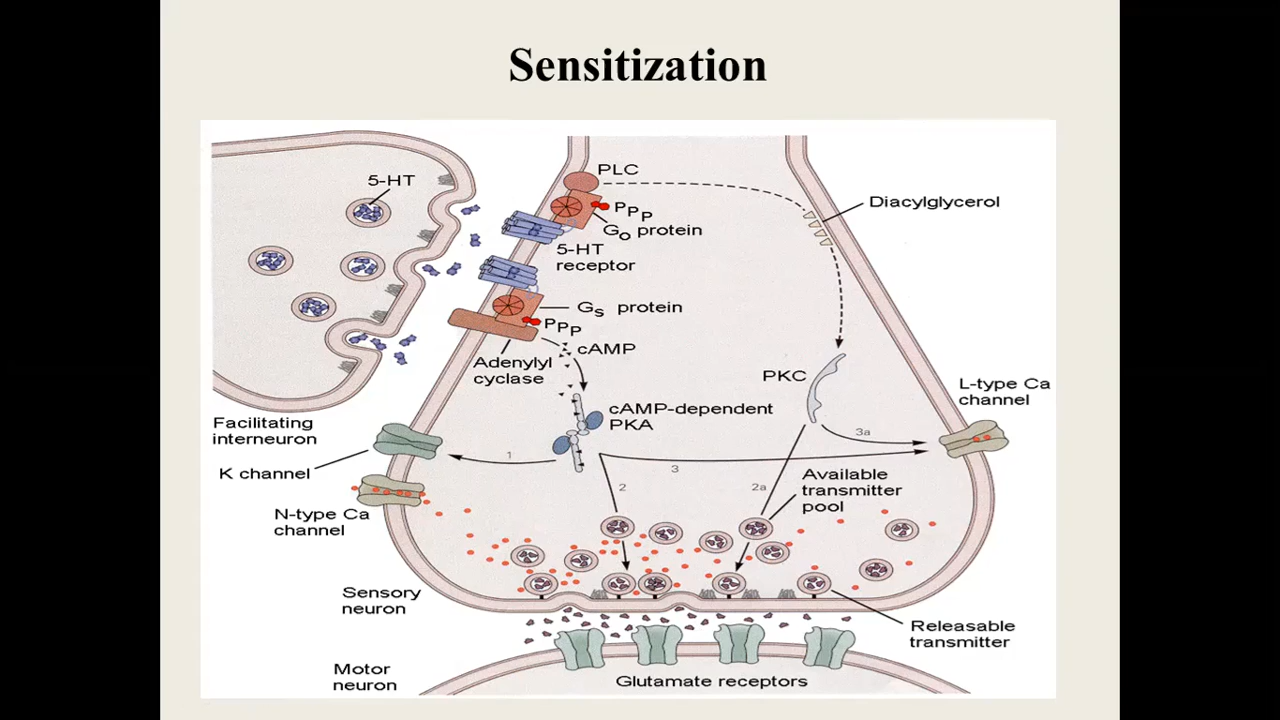 Sensitization
PLC
5-HT
Diacylglycerol
PPP
Go protein
5-HT
receptor
Gs protein
PPP
cAMP
Adenylyl
cyclase
PKC
L-type Ca
channel
cAMP-dependent
PKA
Facilitating
interneuron
3a
1
3
K channel
2
2a
Available
transmitter
pool
N-type Ca
channel
Sensory
neuron
Releasable
transmitter
Motor
neuron
Glutamate receptors